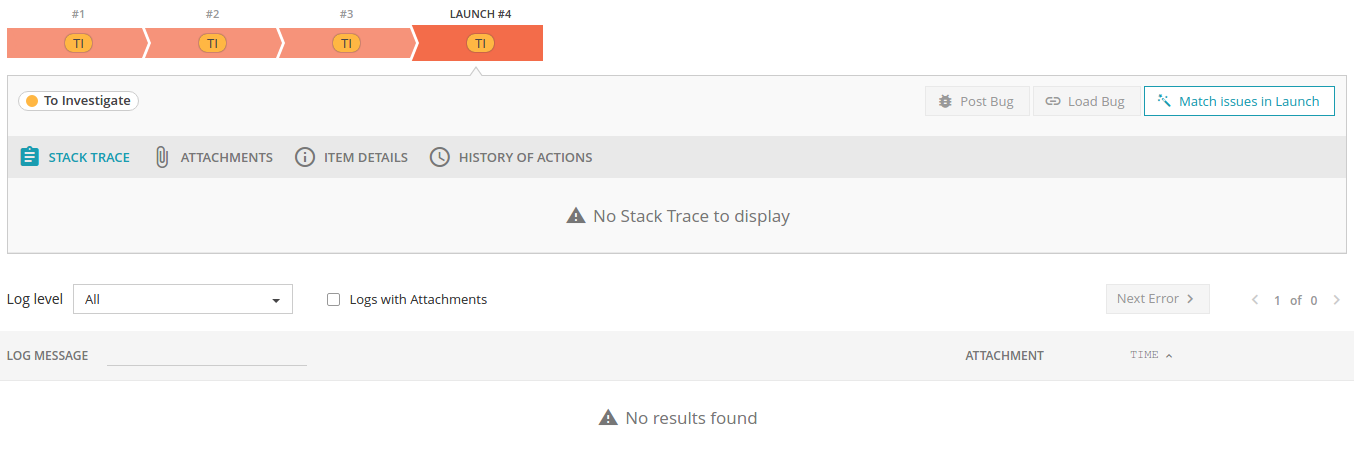 #1 #2 #3 LAUNCH #4
TI TI TI TI
To Investigate Post Bug Load Bug Match issues in Launch
STACK TRACE ATTACHMENTS ITEM DETAILS HISTORY OF ACTIONS
No Stack Trace to display
Log level All Logs with Attachments Next Error 1 of 0
LOG MESSAGE ATTACHMENT TIME
No results found